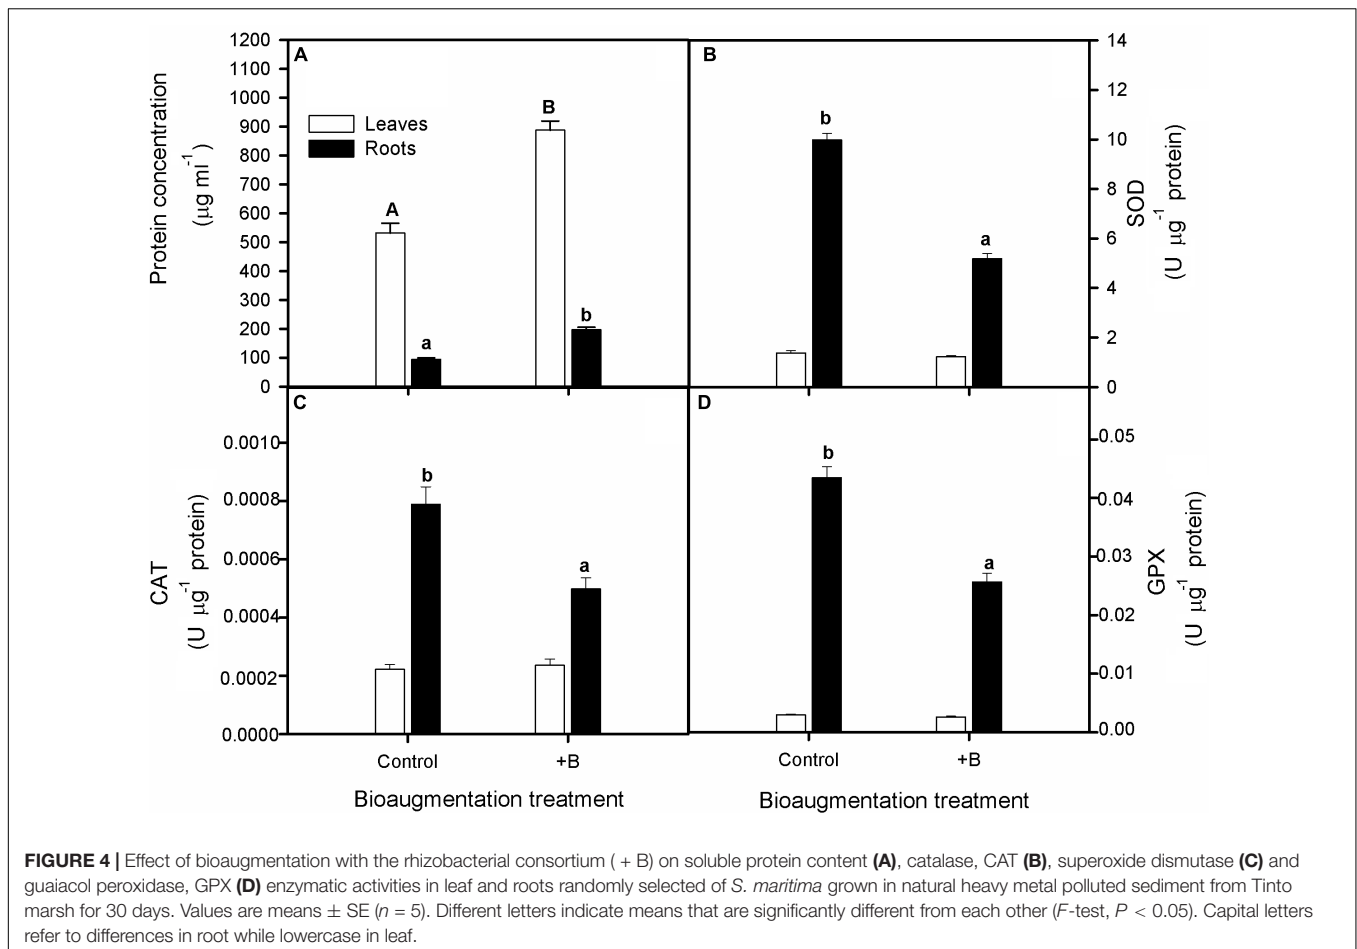 A
1200
1100
1000
900
800
700
600
500
400
300
200
100
0
Protein concentration
(µg ml⁻¹)
Leaves
Roots
A
a
B
b
B
14
12
10
8
6
4
2
0
SOD
(U µg⁻¹ protein)
b
a
C
0.0010
0.0008
0.0006
0.0004
0.0002
0.0000
CAT
(U µg⁻¹ protein)
b
a
Control
+B
Bioaugmentation treatment
D
0.05
0.04
0.03
0.02
0.01
0.00
GPX
(U µg⁻¹ protein)
b
a
Control
+B
Bioaugmentation treatment
FIGURE 4 | Effect of bioaugmentation with the rhizobacterial consortium ( + B) on soluble protein content (A), catalase, CAT (B), superoxide dismutase (C) and
guaiacol peroxidase, GPX (D) enzymatic activities in leaf and roots randomly selected of S. maritima grown in natural heavy metal polluted sediment from Tinto
marsh for 30 days. Values are means ± SE (n = 5). Different letters indicate means that are significantly different from each other (F-test, P < 0.05). Capital letters
refer to differences in root while lowercase in leaf.